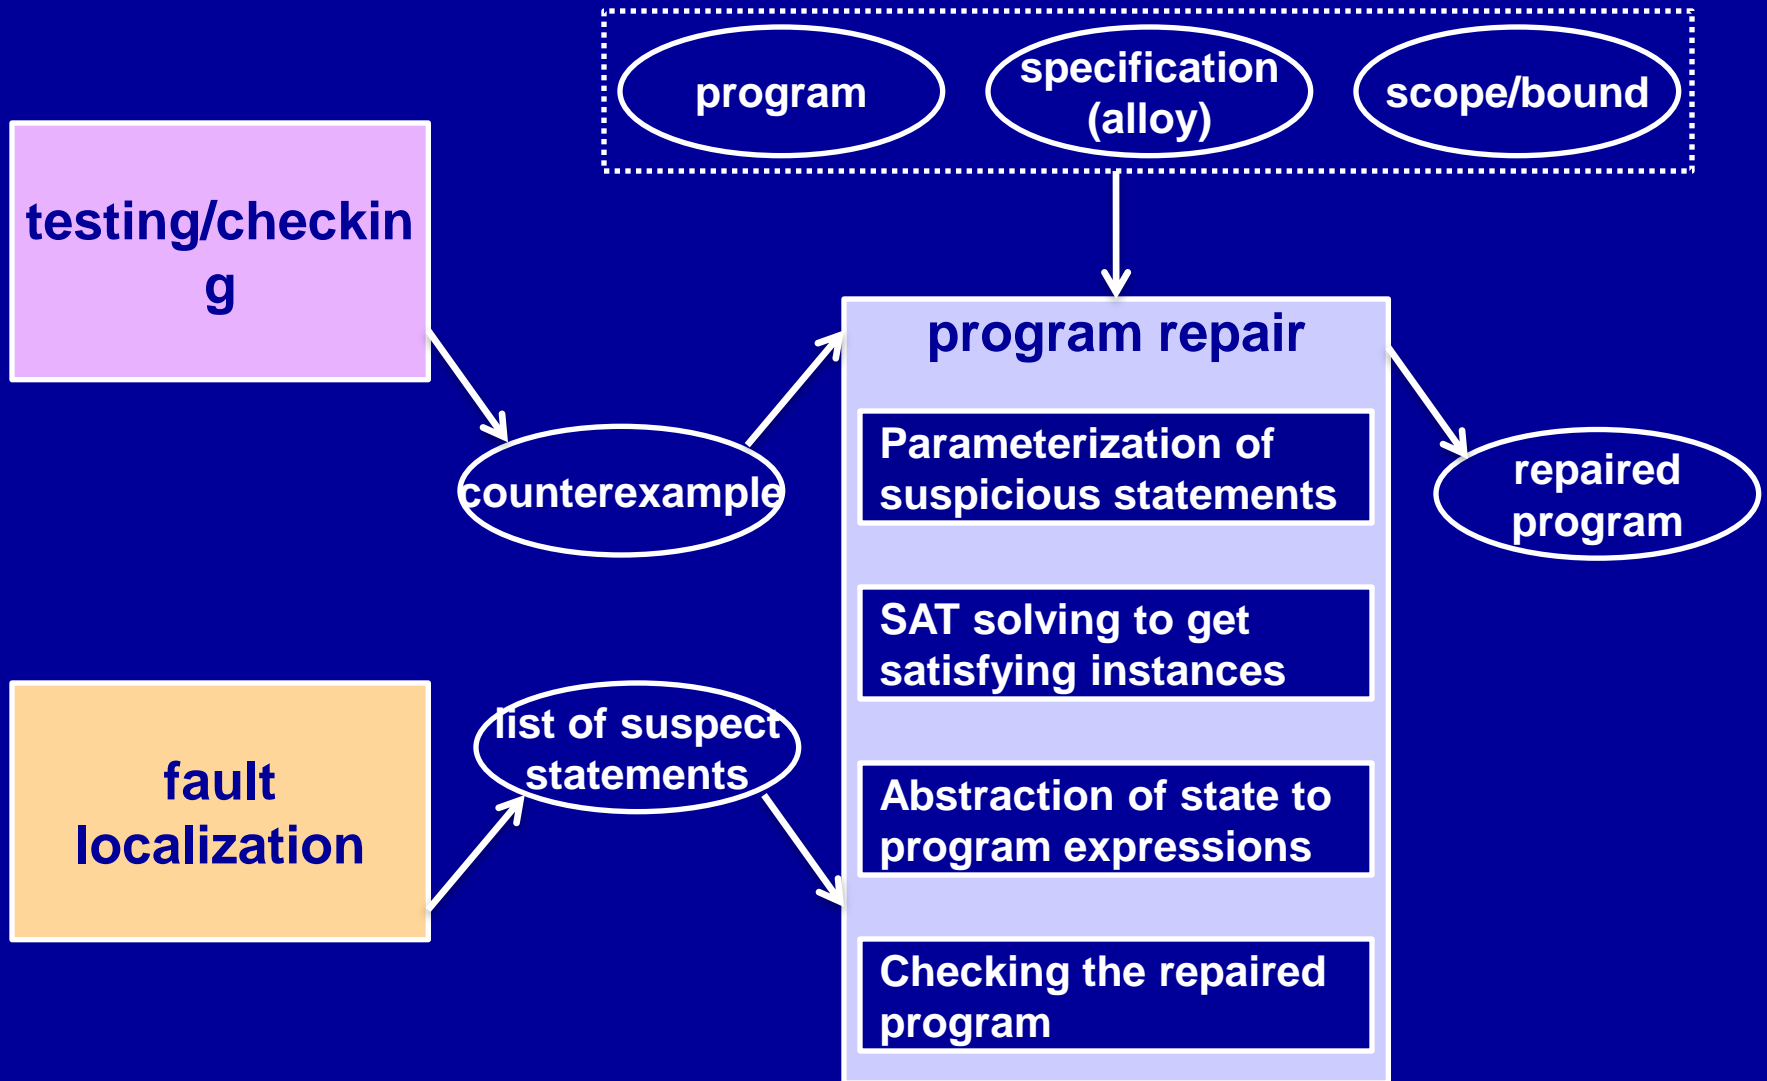 program
specification
(alloy)
scope/bound
testing/checkin
g
program repair
counterexample
Parameterization of
suspicious statements
repaired
program
SAT solving to get
satisfying instances
list of suspect
statements
fault
localization
Abstraction of state to
program expressions
Checking the repaired
program